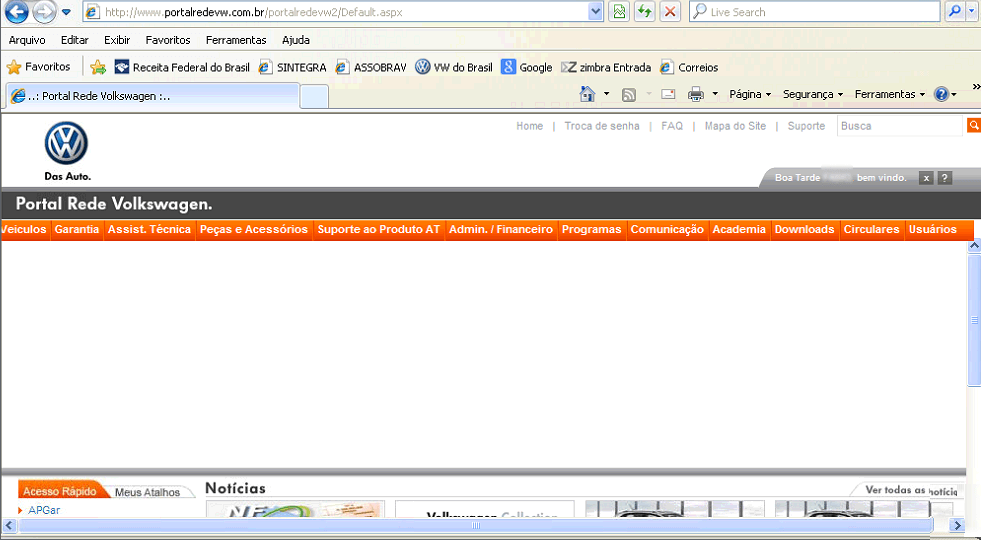 http://www.portalredevw.com.br/portalredevw2/Default.aspx Live Search
Arquivo Editar Exibir Favoritos Ferramentas Ajuda
Favoritos Receita Federal do Brasil SINTEGRA ASSOBRAV VW do Brasil Google zimbra Entrada Correios
..: Portal Rede Volkswagen :.. Página Segurança Ferramentas
Home | Troca de senha | FAQ | Mapa do Site | Suporte Busca
Das Auto.
Boa Tarde bem vindo. x ?
Portal Rede Volkswagen.
Veículos Garantia Assist. Técnica Peças e Acessórios Suporte ao Produto AT Admin. / Financeiro Programas Comunicação Academia Downloads Circulares Usuários
Acesso Rápido Meus Atalhos Notícias Ver todas as notícia
APGar Volkswagen Collection